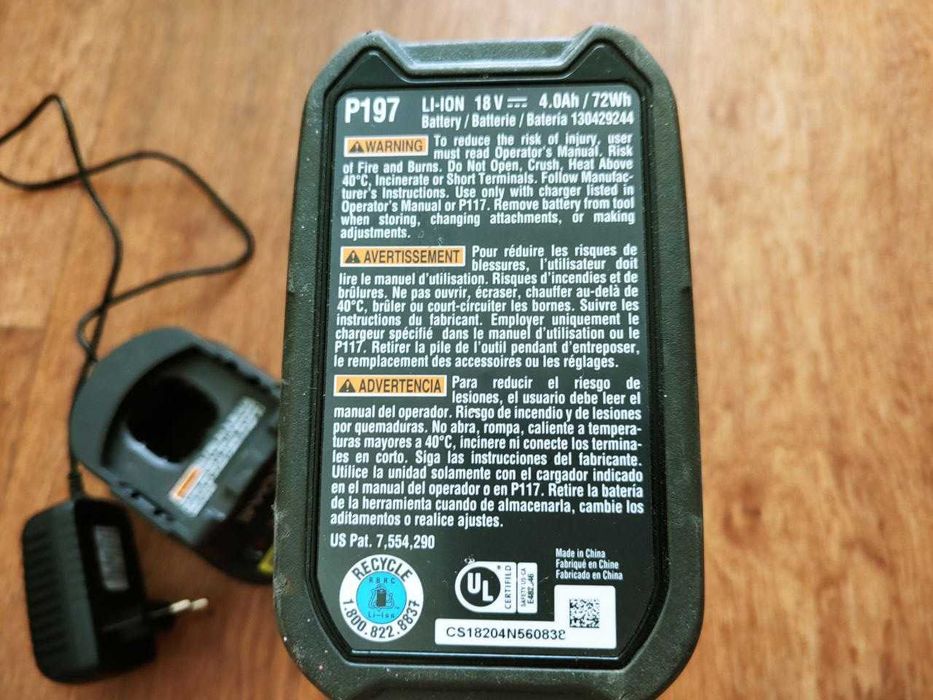 P197 LI-ION 18 V 4.0Ah / 72Wh
Battery / Batterie / Batería 130429244
WARNING To reduce the risk of injury, user
must read Operator's Manual. Risk
of Fire and Burns. Do Not Open, Crush, Heat Above
40°C, Incinerate or Short Terminals. Follow Manufac-
turer's Instructions. Use only with charger listed in
Operator's Manual or P117. Remove battery from tool
when storing, changing attachments, or making
adjustments.
AVERTISSEMENT Pour réduire les risques de
blessures, l'utilisateur doit
lire le manuel d'utilisation. Risques d'incendies et de
brûlures. Ne pas ouvrir, écraser, chauffer au-delà de
40°C, brûler ou court-circuiter les bornes. Suivre les
instructions du fabricant. Employer uniquement le
chargeur spécifié dans le manuel d'utilisation ou le
P117. Retirer la pile de l'outil pendant d'entreposer,
le remplacement des accessoires ou les réglages.
ADVERTENCIA Para reducir el riesgo de
lesiones, el usuario debe leer el
manual del operador. Riesgo de incendio y de lesiones
por quemaduras. No abra, rompa, caliente a tempera-
turas mayores a 40°C, incinere ni conecte los termina-
les en corto. Siga las instrucciones del fabricante.
Utilice la unidad solamente con el cargador indicado
en el manual del operador o en P117. Retire la batería
de la herramienta cuando de almacenarla, cambie los
aditamentos o realice ajustes.
US Pat. 7,554,290
RECYCLE
RBRC
Li-Ion
1.800.822.8837
UL
CERTIFIED
SAFETY US-CA
Made in China
Fabriqué en Chine
Fabricado en China
CS18204N560838